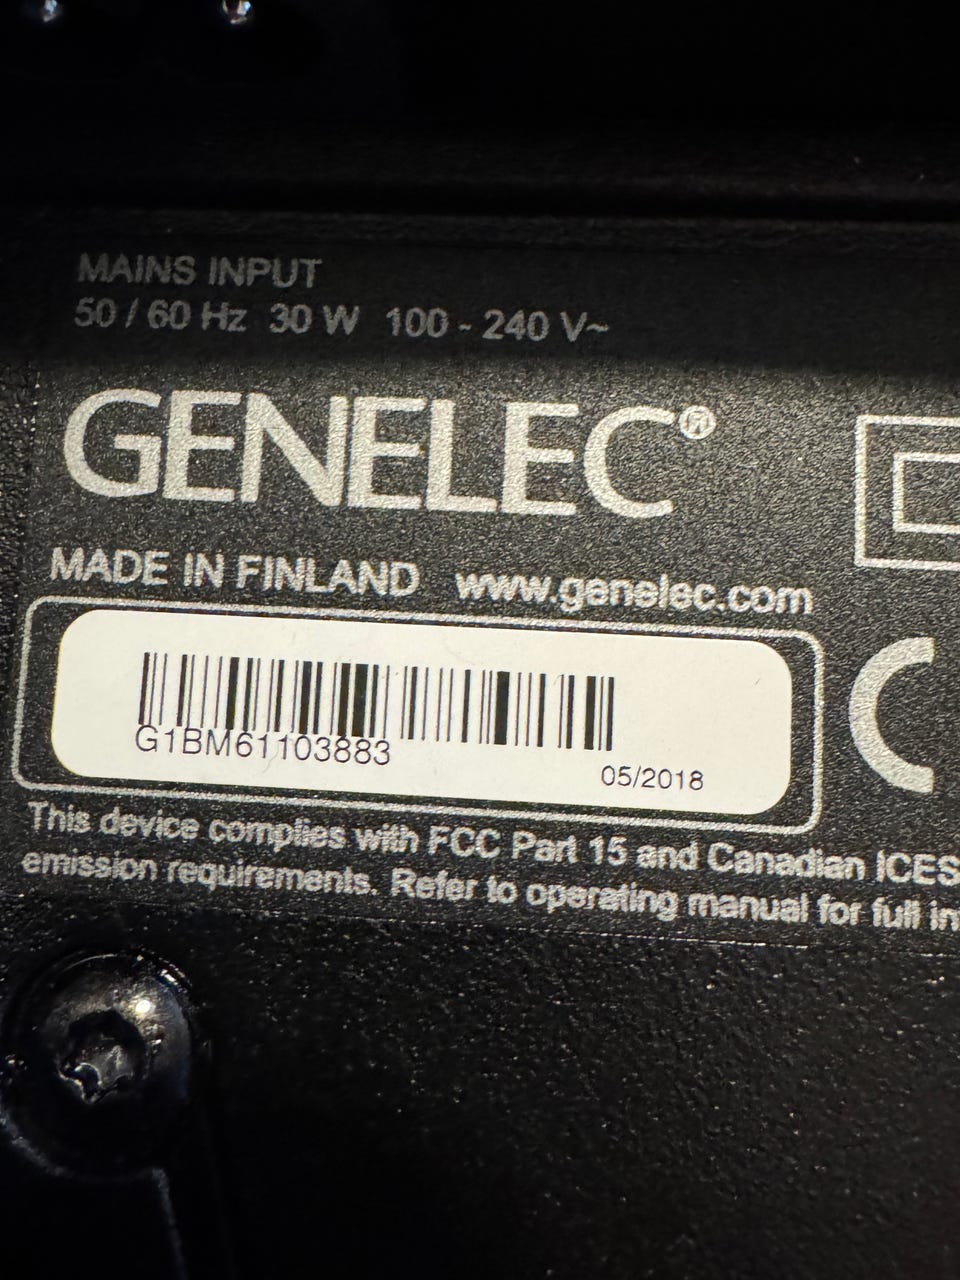 MAINS INPUT
50 / 60 Hz 30 W 100 - 240 V~
GENELEC®
MADE IN FINLAND www.genelec.com
G1BM61103883
05/2018
This device complies with FCC Part 15 and Canadian ICES
emission requirements. Refer to operating manual for full in